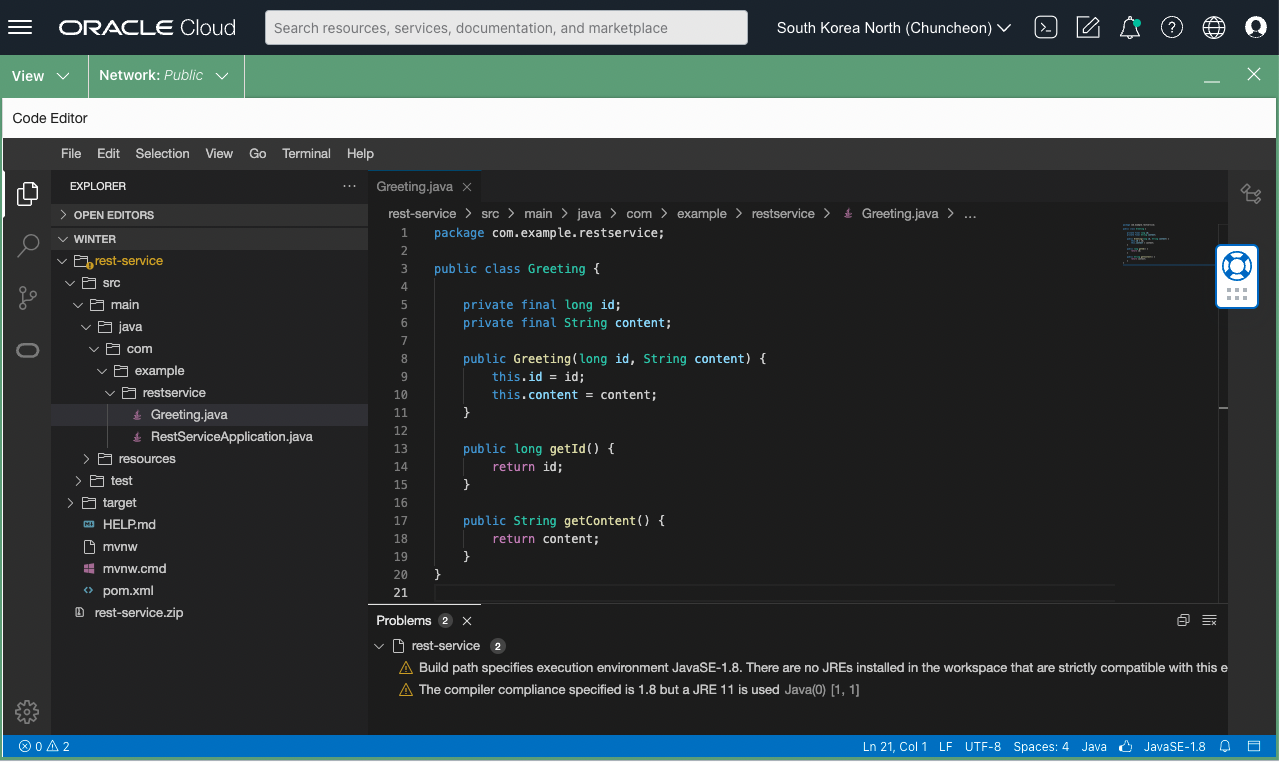 ORACLE Cloud
Search resources, services, documentation, and marketplace
South Korea North (Chuncheon)
View
Network: Public
Code Editor
File Edit Selection View Go Terminal Help
EXPLORER
OPEN EDITORS
WINTER
rest-service
src
main
java
com
example
restservice
Greeting.java
RestServiceApplication.java
resources
test
target
HELP.md
mvnw
mvnw.cmd
pom.xml
rest-service.zip
Greeting.java
rest-service > src > main > java > com > example > restservice > Greeting.java > ...
1 package com.example.restservice;
2
3 public class Greeting {
4
5 private final long id;
6 private final String content;
7
8 public Greeting(long id, String content) {
9 this.id = id;
10 this.content = content;
11 }
12
13 public long getId() {
14 return id;
15 }
16
17 public String getContent() {
18 return content;
19 }
20 }
21
Problems 2
rest-service 2
Build path specifies execution environment JavaSE-1.8. There are no JREs installed in the workspace that are strictly compatible with this e
The compiler compliance specified is 1.8 but a JRE 11 is used Java(0) [1, 1]
0 2
Ln 21, Col 1 LF UTF-8 Spaces: 4 Java JavaSE-1.8